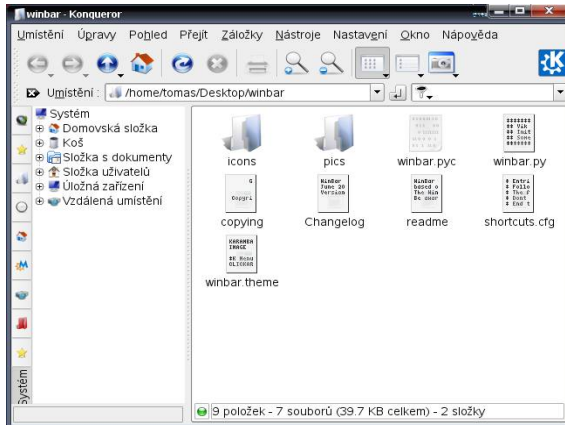 winbar - Konqueror
Umístění Úpravy Pohled Přejít Záložky Nástroje Nastavení Okno Nápověda
Umístění : /home/tomas/Desktop/winbar
Systém
Domovská složka
Koš
Složka s dokumenty
Složka uživatelů
Úložná zařízení
Vzdálená umístění
Systém
icons pics winbar.pyc winbar.py
copying Changelog readme shortcuts.cfg
winbar.theme
9 položek - 7 souborů (39.7 KB celkem) - 2 složky